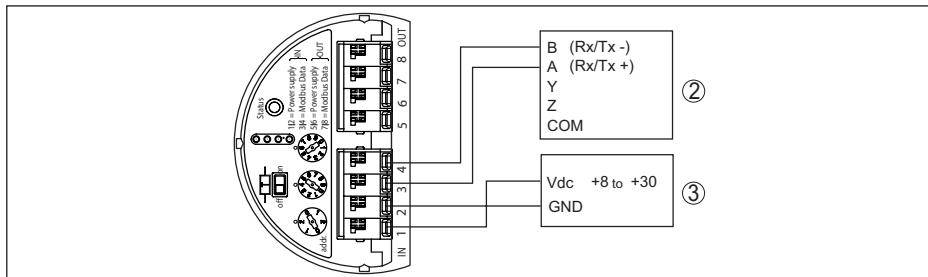 Status
1|2 = Power supply
3|4 = Modbus Data
IN
5|6 = Power supply
7|8 = Modbus Data
OUT
on
off
addr.
OUT
8
7
6
5
4
3
2
1
IN
B (Rx/Tx -)
A (Rx/Tx +)
Y
Z
COM
②
Vdc +8 to +30
GND
③